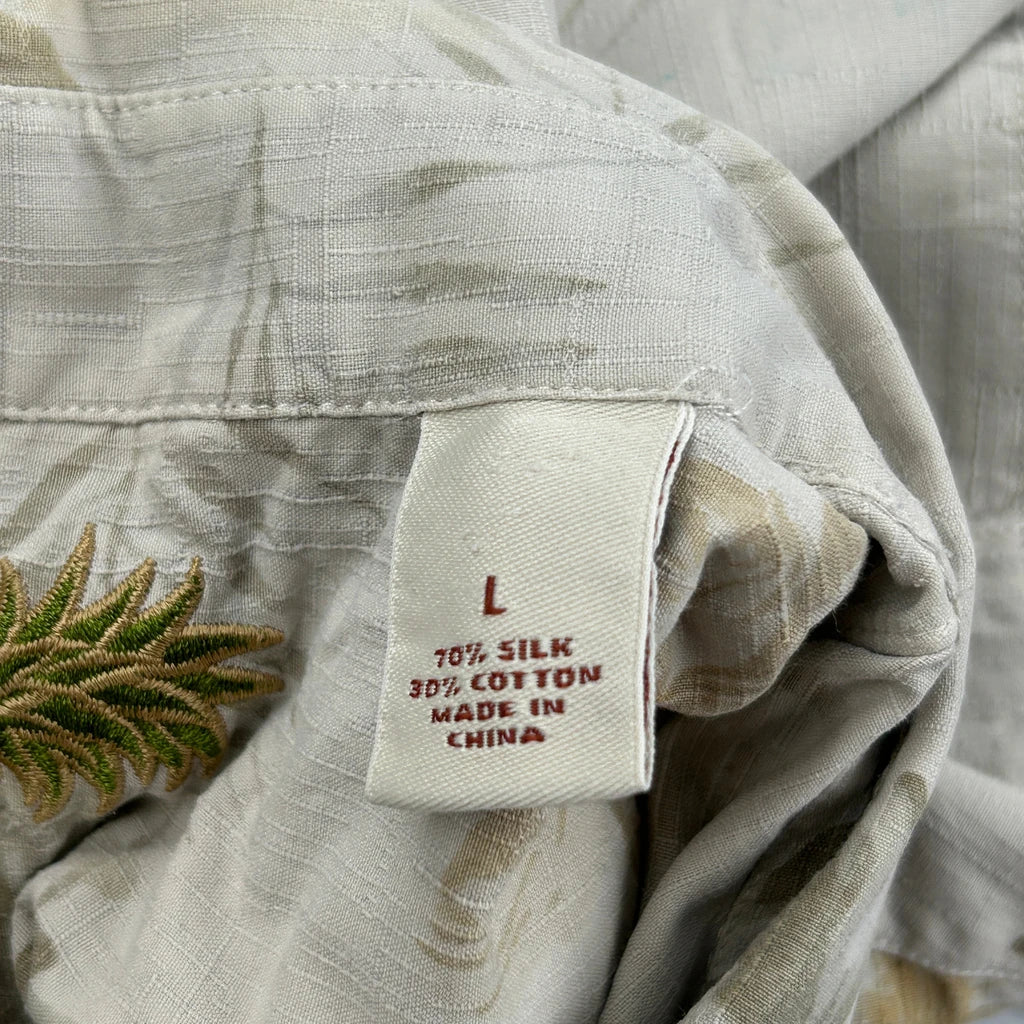 L
70% SILK
30% COTTON
MADE IN
CHINA